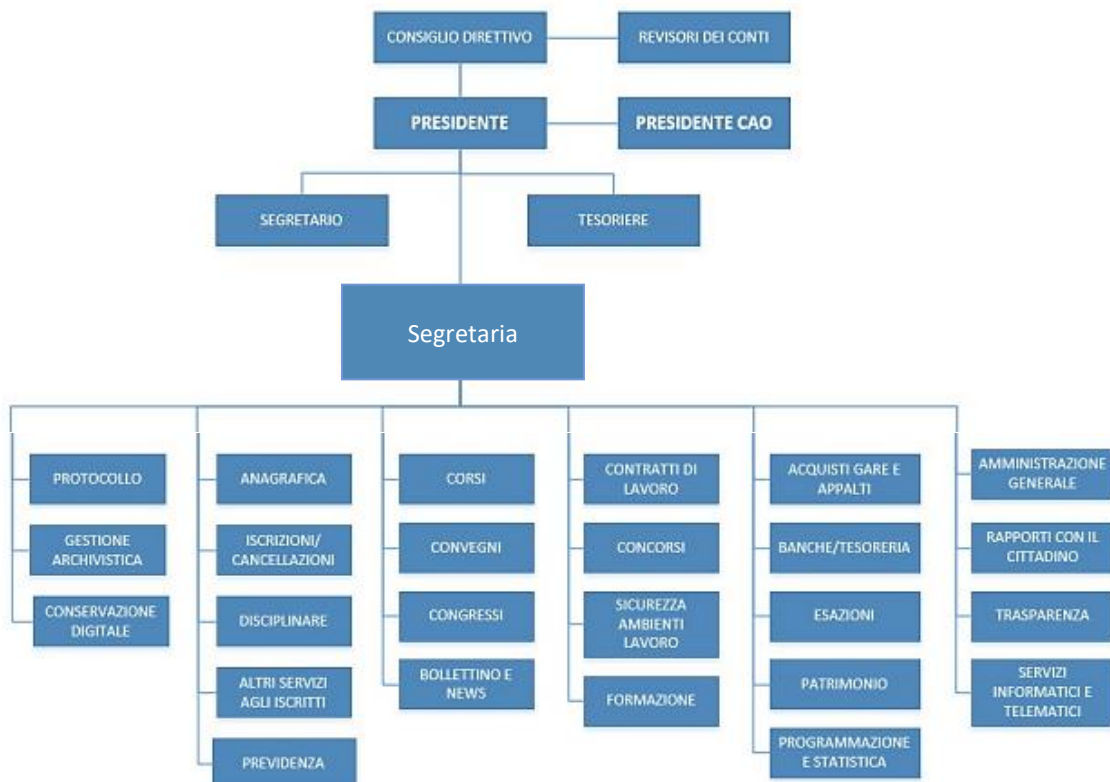 CONSIGLIO DIRETTIVO
REVISORI DEI CONTI
PRESIDENTE
PRESIDENTE CAO
SEGRETARIO
TESORIERE
Segretaria
PROTOCOLLO
GESTIONE
ARCHIVISTICA
CONSERVAZIONE
DIGITALE
ANAGRAFICA
ISCRIZIONI/
CANCELLAZIONI
DISCIPLINARE
ALTRI SERVIZI
AGLI ISCRITTI
PREVIDENZA
CORSI
CONVEGNI
CONGRESSI
BOLLETTINO E
NEWS
CONTRATTI DI
LAVORO
CONCORSI
SICUREZZA
AMBIENTI
LAVORO
FORMAZIONE
ACQUISTI GARE E
APPALTI
BANCHE/TESORERIA
ESAZIONI
PATRIMONIO
PROGRAMMAZIONE
E STATISTICA
AMMINISTRAZIONE
GENERALE
RAPPORTI CON IL
CITTADINO
TRASPARENZA
SERVIZI
INFORMATICI E
TELEMATICI